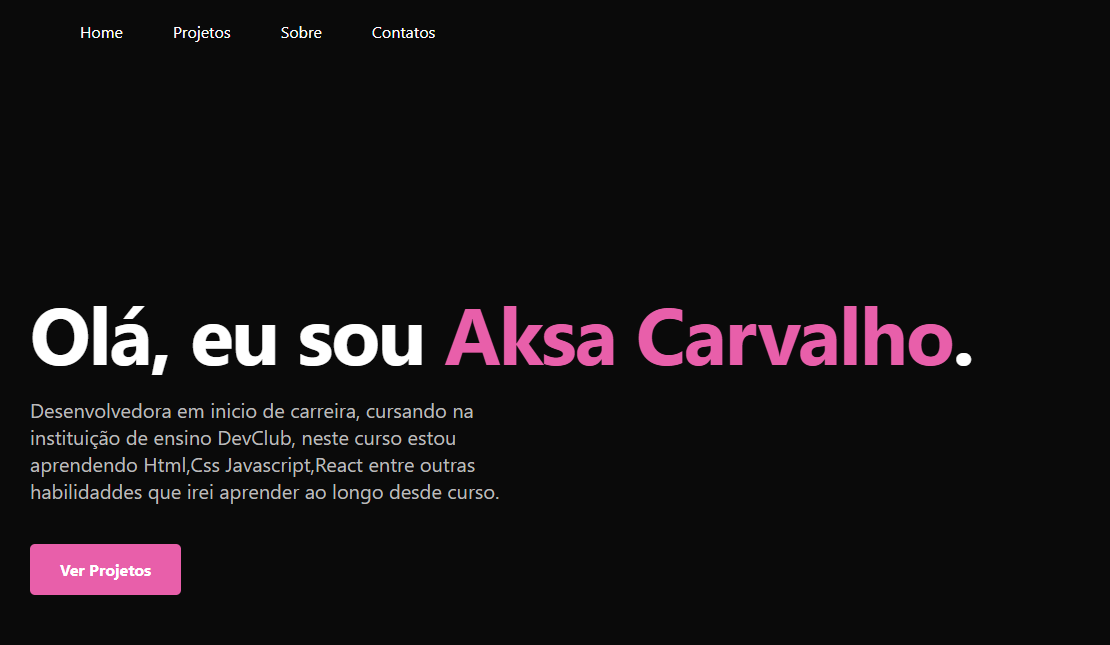 Home Projetos Sobre Contatos
Olá, eu sou Aksa Carvalho.
Desenvolvedora em inicio de carreira, cursando na
instituição de ensino DevClub, neste curso estou
aprendendo Html,Css Javascript,React entre outras
habilidaddes que irei aprender ao longo desde curso.
Ver Projetos